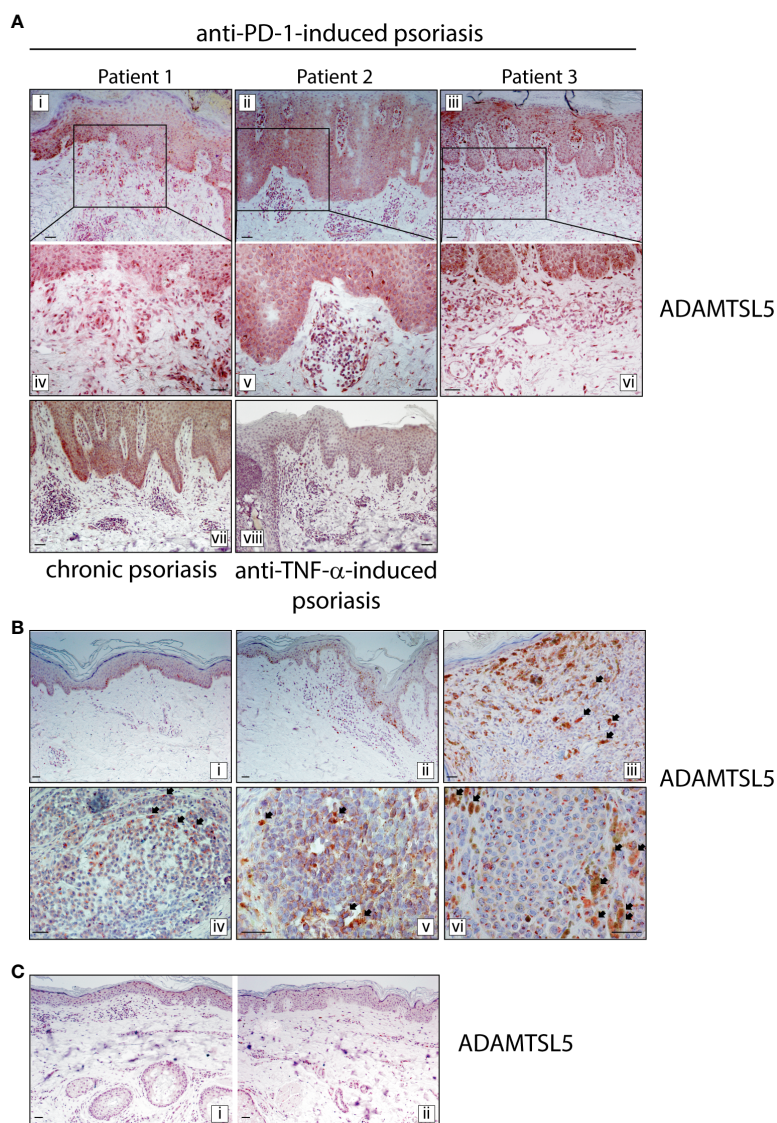 A
anti-PD-1-induced psoriasis
Patient 1 Patient 2 Patient 3
i ii iii
iv v vi
ADAMTSL5
vii viii
chronic psoriasis anti-TNF-α-induced
psoriasis
B
i ii iii
ADAMTSL5
iv v vi
C
ADAMTSL5
i ii